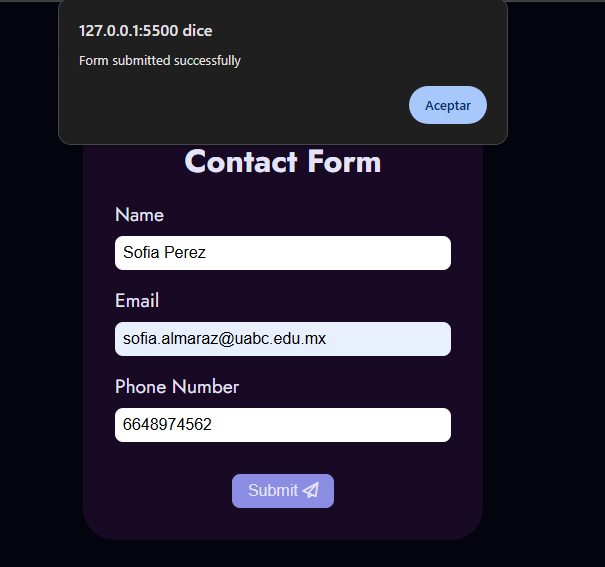 127.0.0.1:5500 dice
Form submitted successfully
Aceptar
Contact Form
Name
Sofia Perez
Email
sofia.almaraz@uabc.edu.mx
Phone Number
6648974562
Submit